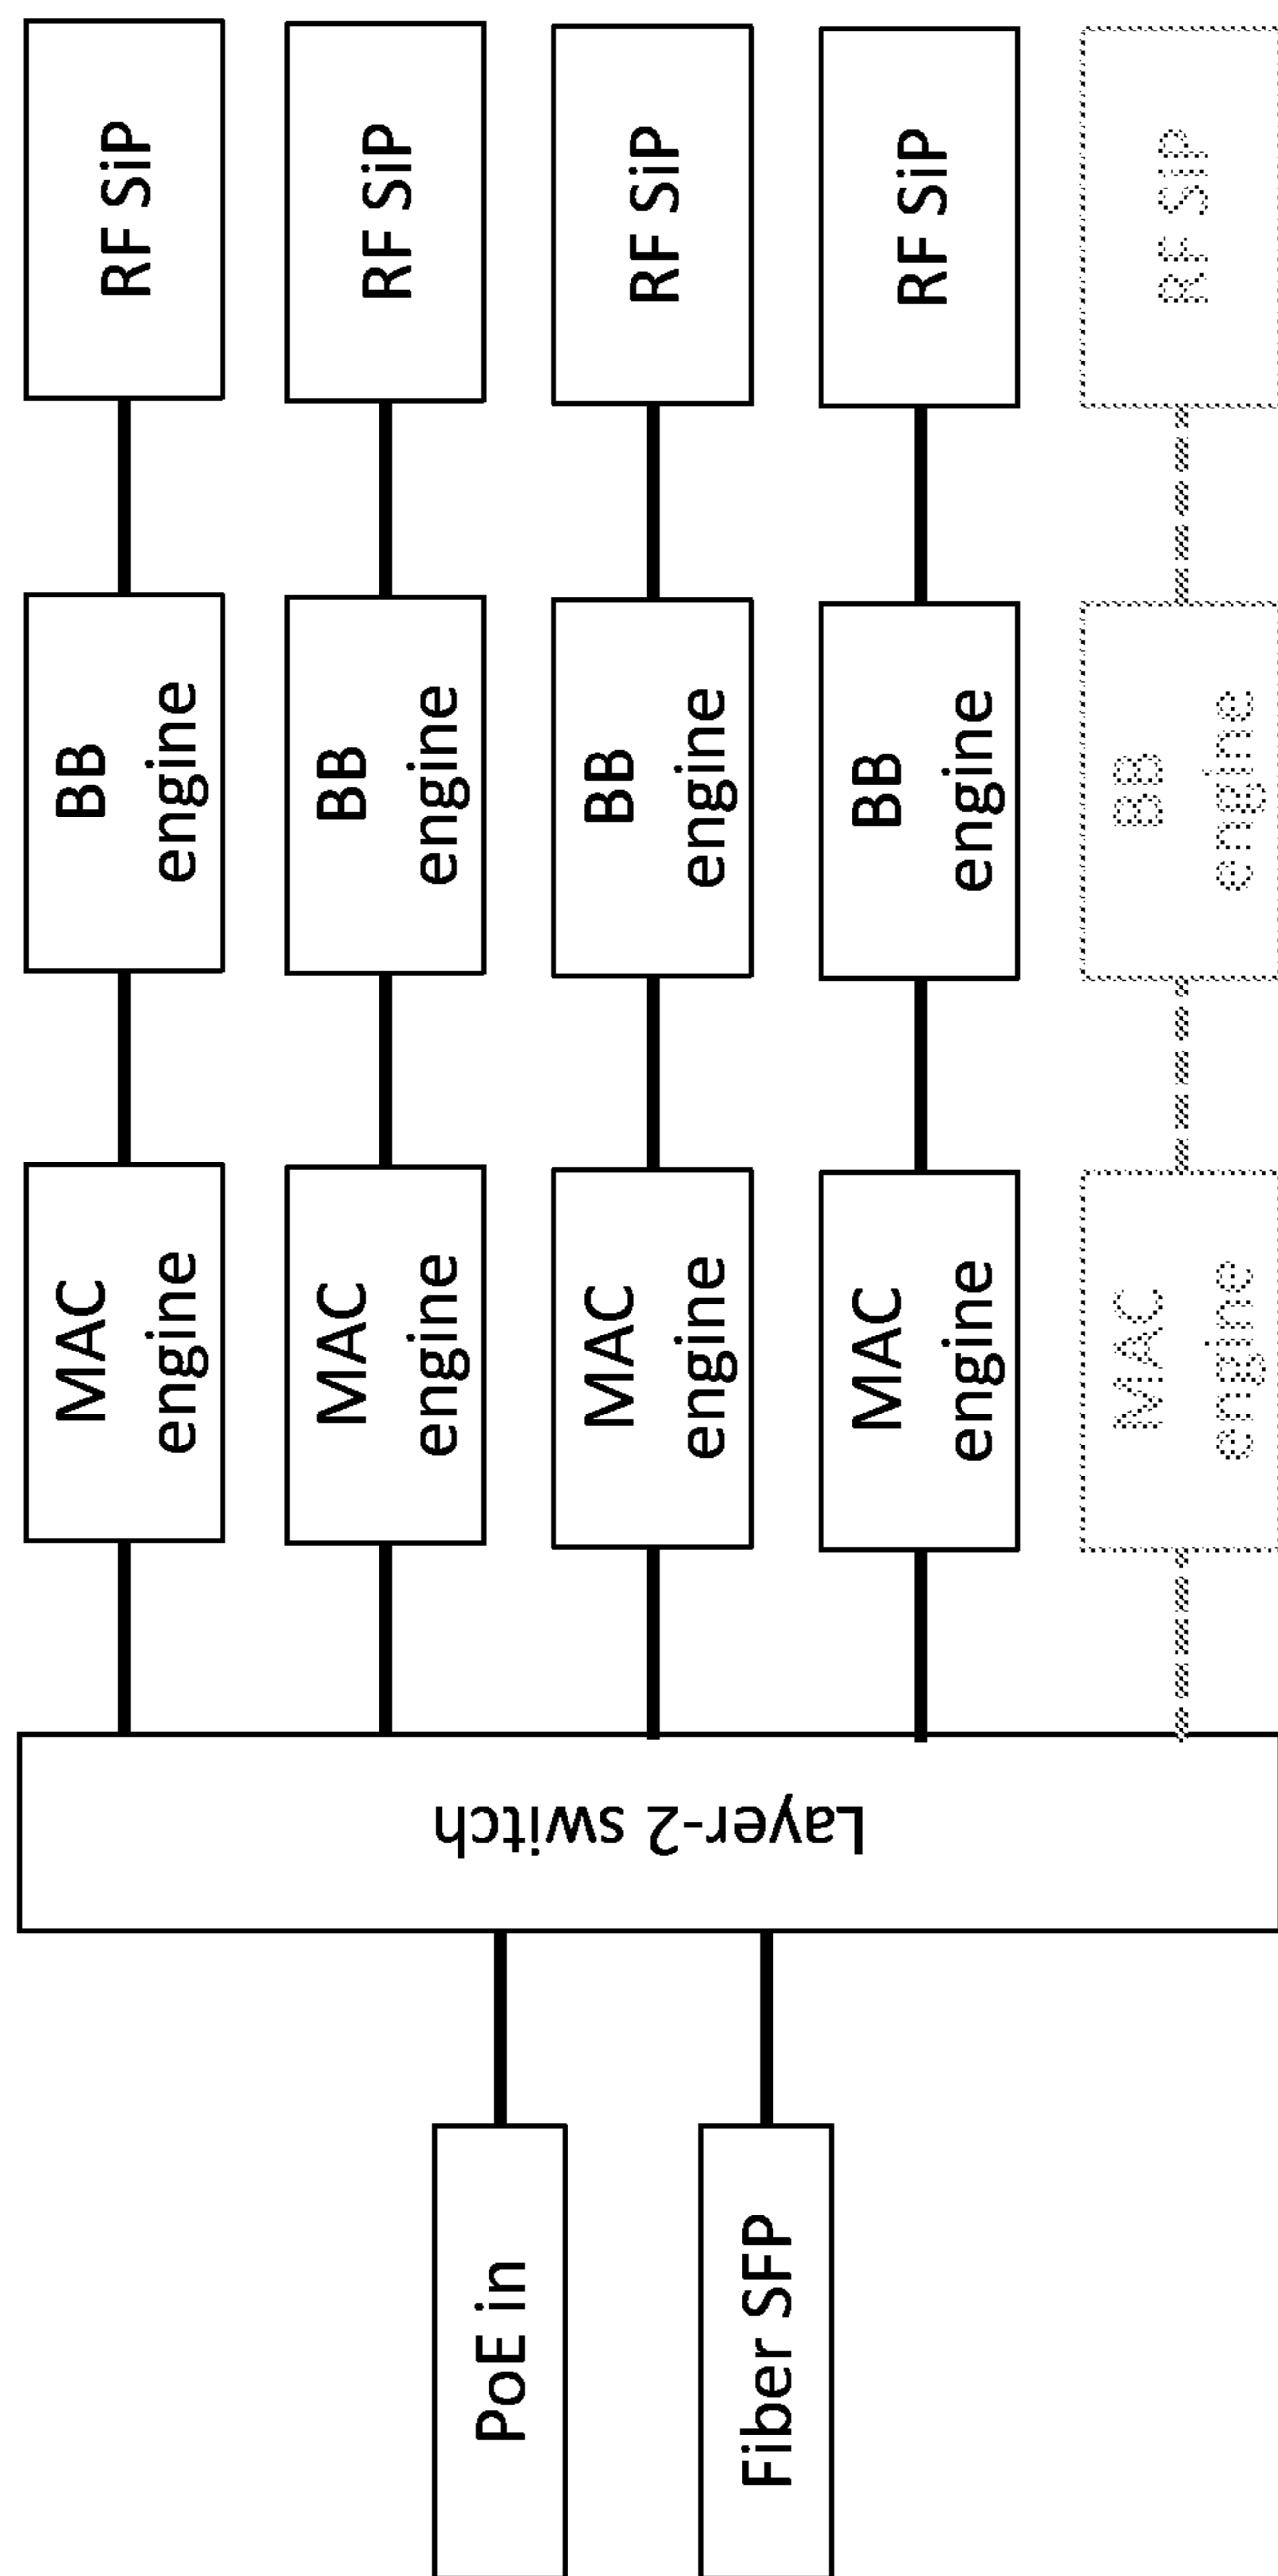 RF SiP
RF SiP
RF SiP
RF SiP
RF SiP
BB
engine
BB
engine
BB
engine
BB
engine
BB
engine
MAC
engine
MAC
engine
MAC
engine
MAC
engine
MAC
engine
Layer-2 switch
PoE in
Fiber SFP